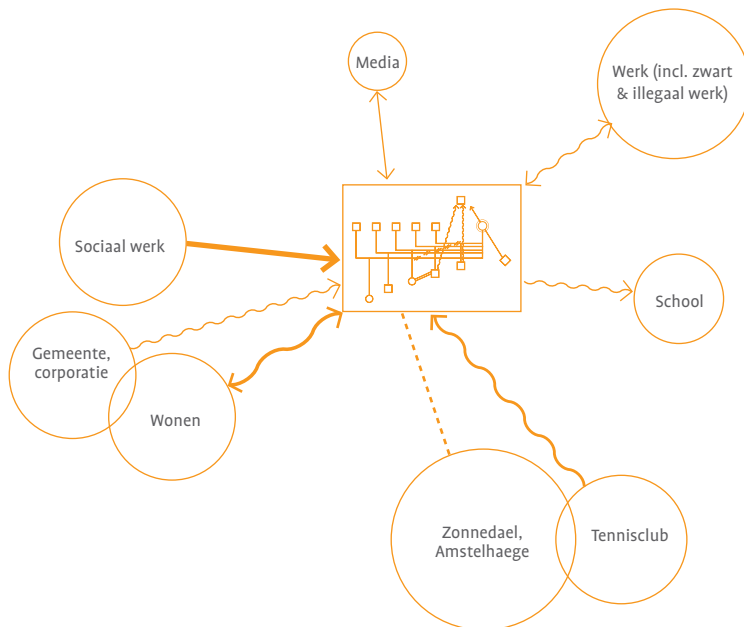 Media
Werk (incl. zwart
& illegaal werk)
Sociaal werk
School
Gemeente,
corporatie
Wonen
Zonnedael,
Amstelhaege
Tennisclub